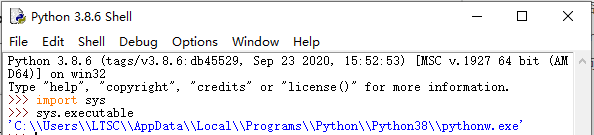 Python 3.8.6 Shell
File Edit Shell Debug Options Window Help
Python 3.8.6 (tags/v3.8.6:db45529, Sep 23 2020, 15:52:53) [MSC v.1927 64 bit (AM
D64)] on win32
Type "help", "copyright", "credits" or "license()" for more information.
>>> import sys
>>> sys.executable
'C:\\Users\\LTSC\\AppData\\Local\\Programs\\Python\\Python38\\pythonw.exe'